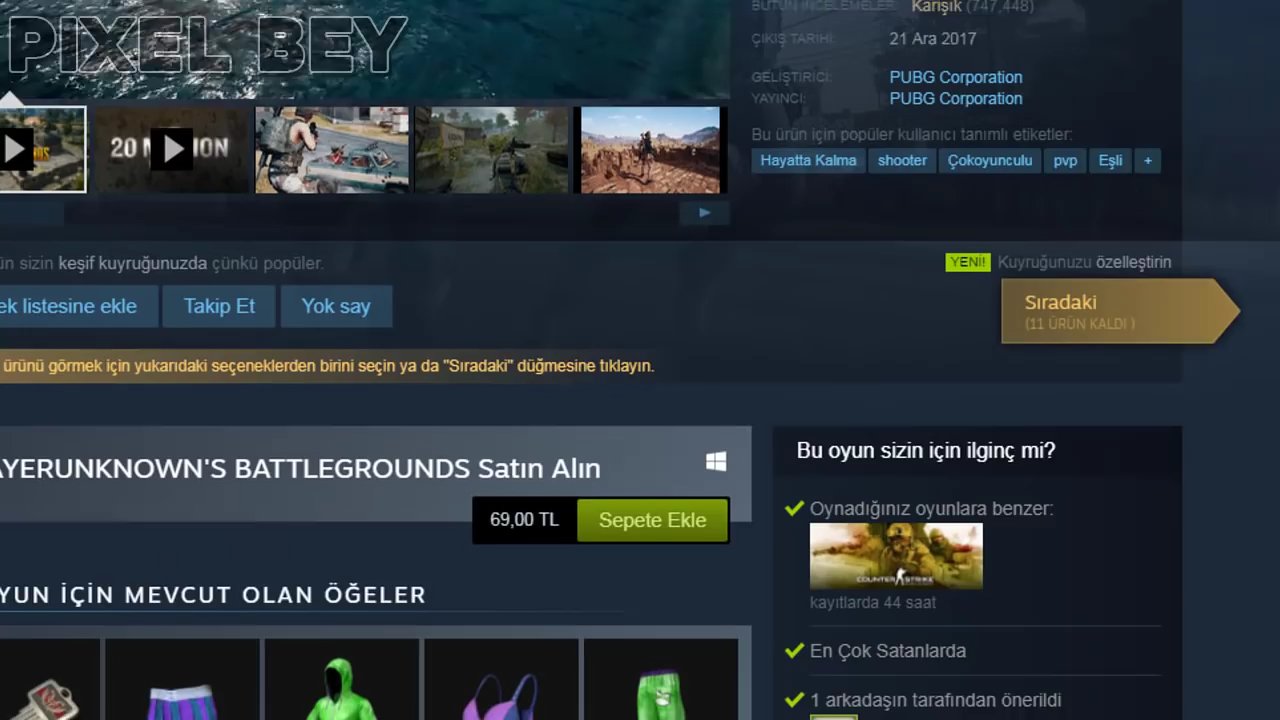 PIXEL BEY
20 M
ON
BÜTÜN İNCELEMELER: Karışık (747,448)
ÇIKIŞ TARİHİ: 21 Ara 2017
GELİŞTİRİCİ: PUBG Corporation
YAYINCI: PUBG Corporation
Bu ürün için popüler kullanıcı tanımlı etiketler:
Hayatta Kalma shooter Çokoyunculu pvp Eşli +
ün sizin keşif kuyruğunuzda çünkü popüler.
YENİ! Kuyruğunuzu özelleştirin
ek listesine ekle Takip Et Yok say
Sıradaki
(11 ÜRÜN KALDI )
ürünü görmek için yukarıdaki seçeneklerden birini seçin ya da "Sıradaki" düğmesine tıklayın.
AYERUNKNOWN'S BATTLEGROUNDS Satın Alın
69,00 TL Sepete Ekle
YUN İÇİN MEVCUT OLAN ÖĞELER
Bu oyun sizin için ilginç mi?
Oynadığınız oyunlara benzer:
COUNTER STRIKE
kayıtlarda 44 saat
En Çok Satanlarda
1 arkadaşın tarafından önerildi